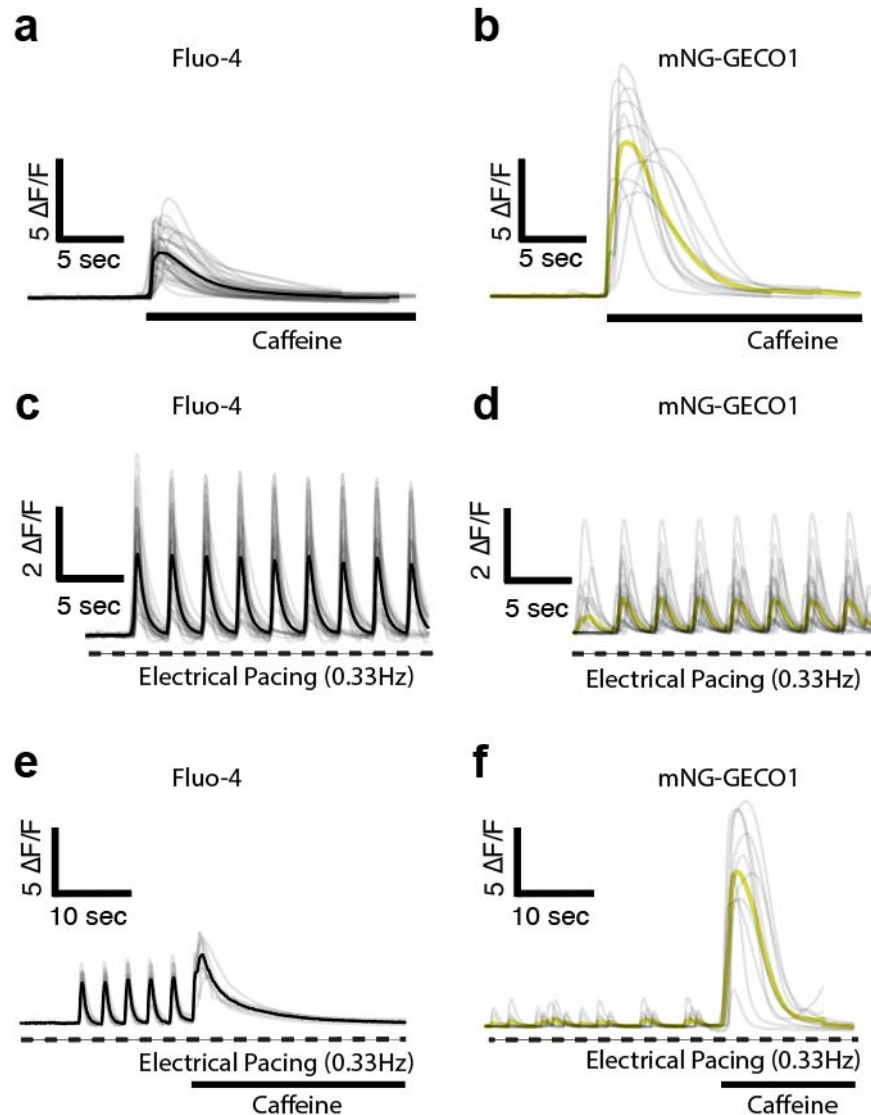 a
Fluo-4
5 ΔF/F
5 sec
Caffeine
b
mNG-GECO1
5 ΔF/F
5 sec
Caffeine
c
Fluo-4
2 ΔF/F
5 sec
Electrical Pacing (0.33Hz)
d
mNG-GECO1
2 ΔF/F
5 sec
Electrical Pacing (0.33Hz)
e
Fluo-4
5 ΔF/F
10 sec
Electrical Pacing (0.33Hz)
Caffeine
f
mNG-GECO1
5 ΔF/F
10 sec
Electrical Pacing (0.33Hz)
Caffeine